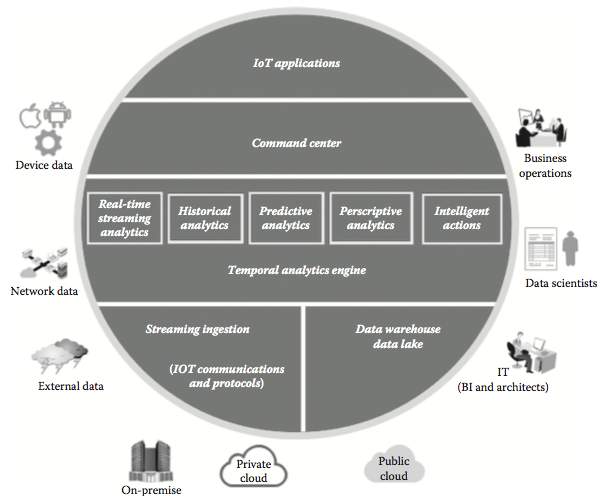 IoT applications
Command center
Real-time
streaming
analytics
Historical
analytics
Predictive
analytics
Perscriptive
analytics
Intelligent
actions
Temporal analytics engine
Streaming ingestion
(IOT communications
and protocols)
Data warehouse
data lake
Device data
Network data
External data
Business
operations
Data scientists
IT
(BI and architects)
On-premise
Private
cloud
Public
cloud